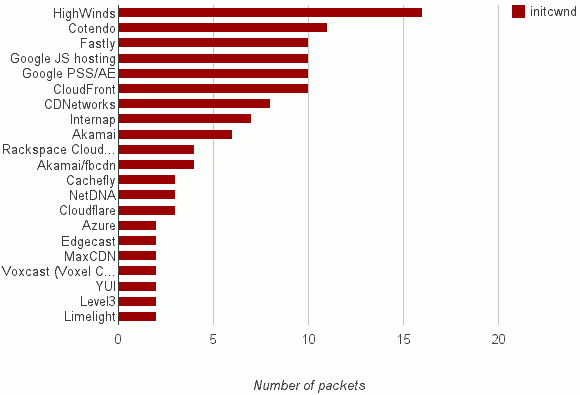 HighWinds
initcwnd
Cotendo
Fastly
Google JS hosting
Google PSS/AE
CloudFront
CDNetworks
Internap
Akamai
Rackspace Cloud...
Akamai/fbcdn
Cachefly
NetDNA
Cloudflare
Azure
Edgecast
MaxCDN
Voxcast (Voxel C...
YUI
Level3
Limelight
0 5 10 15 20
Number of packets